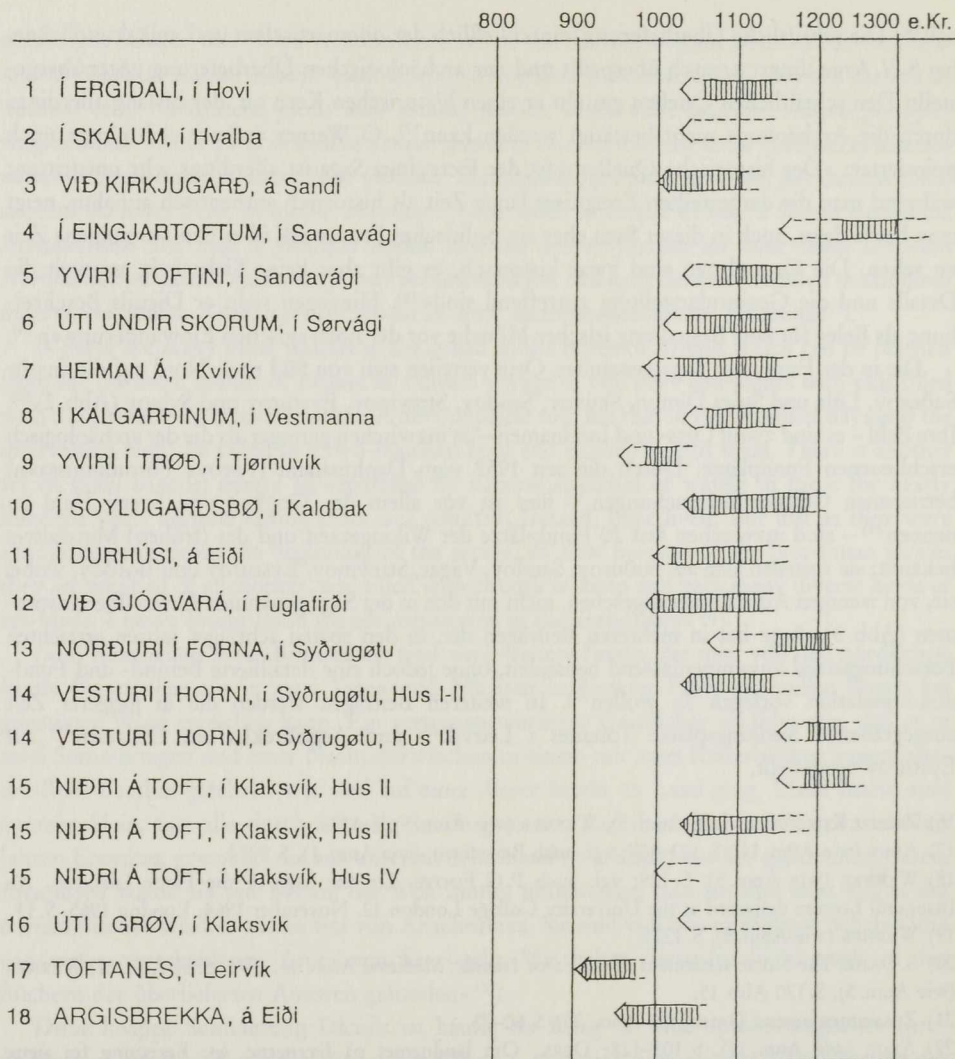 800 900 1000 1100 1200 1300 e.Kr.
1 Í ERGIDALI, í Hovi
2 Í SKÁLUM, í Hvalba
3 VIÐ KIRKJUGARÐ, á Sandi
4 Í EINGJARTOFTUM, í Sandavági
5 YVIRI Í TOFTINI, í Sandavági
6 ÚTI UNDIR SKORUM, í Sørvági
7 HEIMAN Á, í Kvívík
8 Í KÁLGARÐINUM, í Vestmanna
9 YVIRI Í TRØÐ, í Tjørnuvík
10 Í SOYLUGARÐSBØ, í Kaldbak
11 Í DURHÚSI, á Eiði
12 VIÐ GJÓGVARÁ, í Fuglafirði
13 NORÐURI Í FORNA, í Syðrugøtu
14 VESTURI Í HORNI, í Syðrugøtu, Hus I-II
14 VESTURI Í HORNI, í Syðrugøtu, Hus III
15 NIÐRI Á TOFT, í Klaksvík, Hus II
15 NIÐRI Á TOFT, í Klaksvík, Hus III
15 NIÐRI Á TOFT, í Klaksvík, Hus IV
16 ÚTÍ Í GRØV, í Klaksvík
17 TOFTANES, í Leirvík
18 ARGISBREKKA, á Eiði